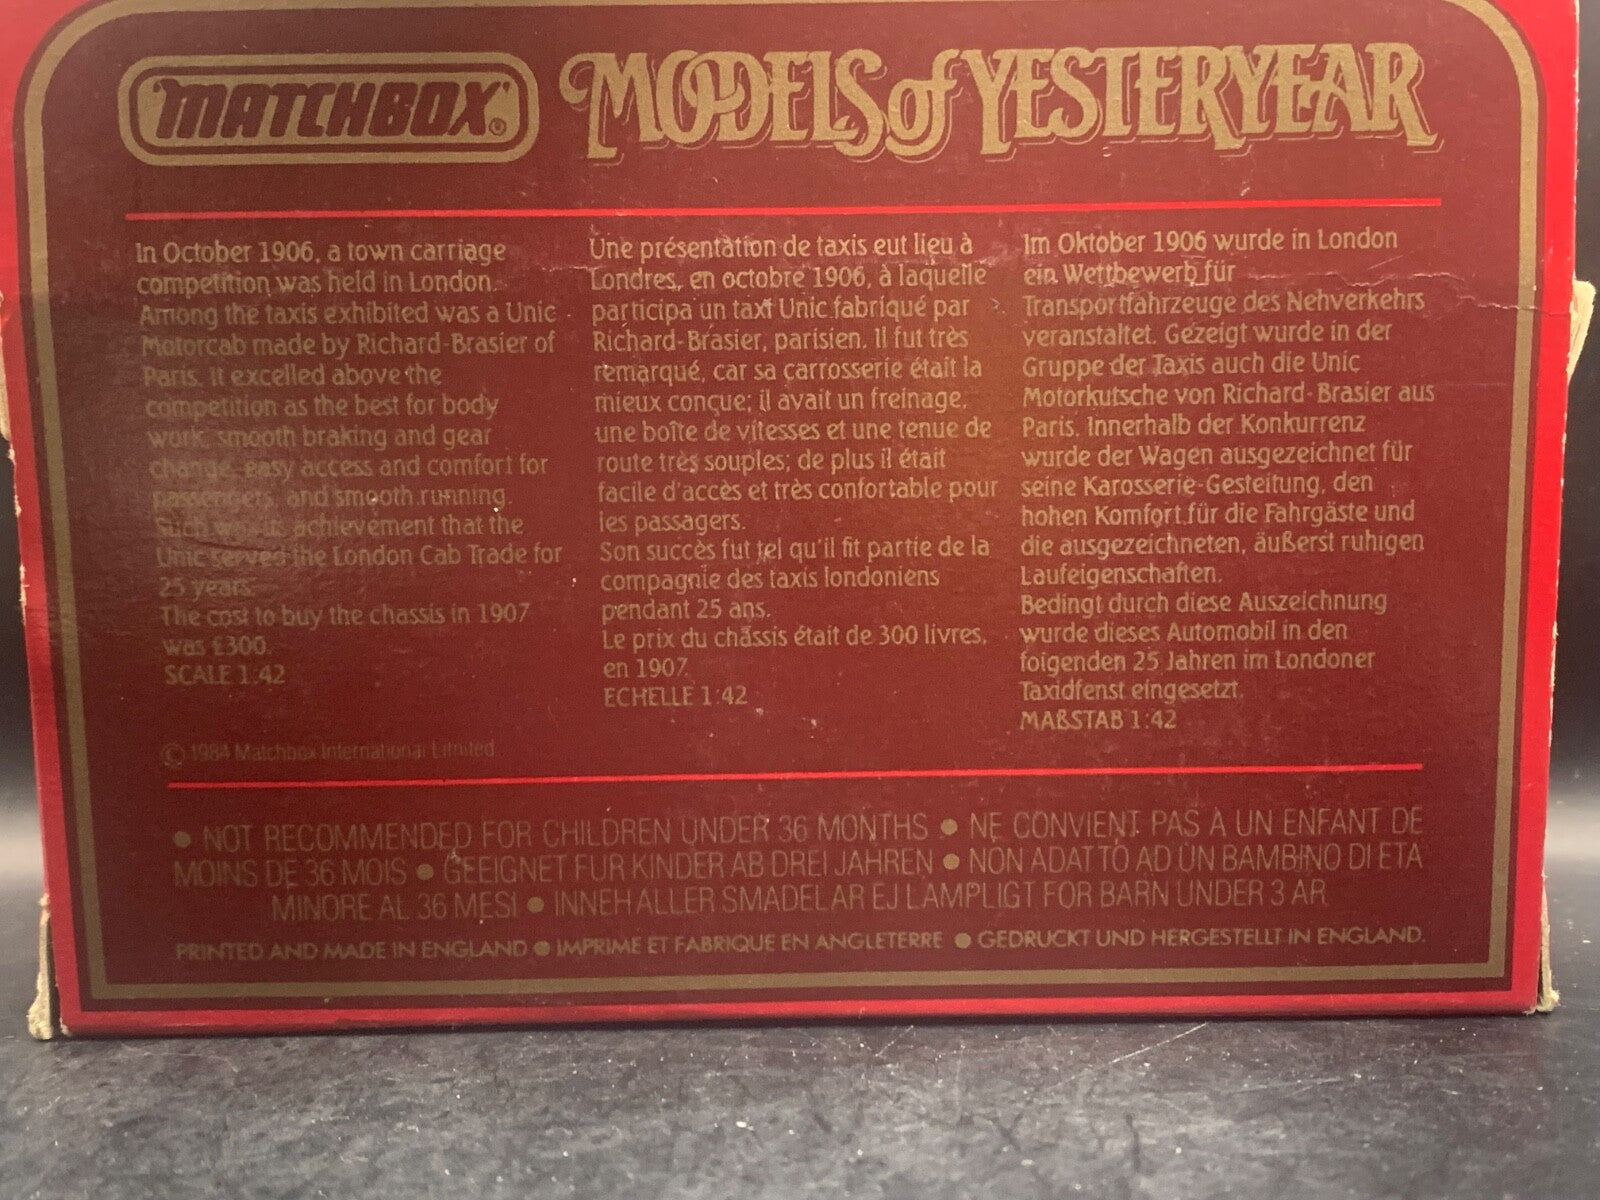 MATCHBOX®
MODELS of YESTERYEAR
In October 1906, a town carriage
competition was held in London.
Among the taxis exhibited was a Unic
Motorcab made by Richard-Brasier of
Paris. It excelled above the
competition as the best for body
work, smooth braking and gear
change, easy access and comfort for
passengers, and smooth running.
Such was its achievement that the
Unic served the London Cab Trade for
25 years.
The cost to buy the chassis in 1907
was £300.
SCALE 1:42
© 1984 Matchbox International Limited
Une présentation de taxis eut lieu à
Londres, en octobre 1906, à laquelle
participa un taxi Unic fabriqué par
Richard-Brasier, parisien. Il fut très
remarqué, car sa carrosserie était la
mieux conçue; il avait un freinage,
une boîte de vitesses et une tenue de
route très souples; de plus il était
facile d'accès et très confortable pour
les passagers.
Son succès fut tel qu'il fit partie de la
compagnie des taxis londoniens
pendant 25 ans.
Le prix du châssis était de 300 livres,
en 1907.
ECHELLE 1:42
Im Oktober 1906 wurde in London
ein Wettbewerb für
Transportfahrzeuge des Nehverkehrs
veranstaltet. Gezeigt wurde in der
Gruppe der Taxis auch die Unic
Motorkutsche von Richard-Brasier aus
Paris. Innerhalb der Konkurrenz
wurde der Wagen ausgezeichnet für
seine Karosserie-Gesteitung, den
hohen Komfort für die Fahrgäste und
die ausgezeichneten, äußerst ruhigen
Laufeigenschaften.
Bedingt durch diese Auszeichnung
wurde dieses Automobil in den
folgenden 25 Jahren im Londoner
Taxidfenst eingesetzt.
MAßSTAB 1:42
● NOT RECOMMENDED FOR CHILDREN UNDER 36 MONTHS ● NE CONVIENT PAS A UN ENFANT DE
MOINS DE 36 MOIS ● GEEIGNET FUR KINDER AB DREI JAHREN ● NON ADATTO AD UN BAMBINO DI ETA
MINORE AL 36 MESI ● INNEHALLER SMADELAR EJ LAMPLIGT FOR BARN UNDER 3 AR
PRINTED AND MADE IN ENGLAND ● IMPRIME ET FABRIQUE EN ANGLETERRE ● GEDRUCKT UND HERGESTELLT IN ENGLAND.